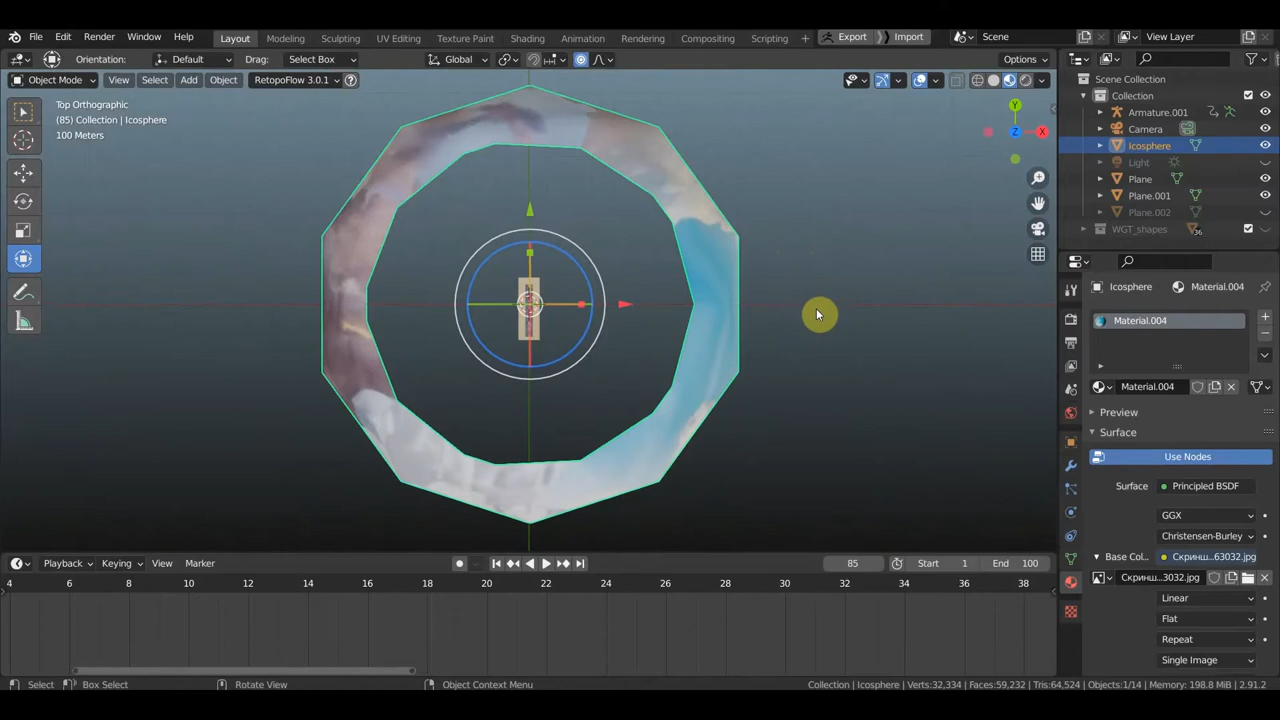 File Edit Render Window Help Layout Modeling Sculpting UV Editing Texture Paint Shading Animation Rendering Compositing Scripting + Export Import Scene View Layer
Orientation: Default Drag: Select Box Global Options
Object Mode View Select Add Object RetopoFlow 3.0.1
Top Orthographic
(85) Collection | Icosphere
100 Meters
Y
Z X
Scene Collection
Collection
Armature.001
Camera
Icosphere
Light
Plane
Plane.001
Plane.002
WGT_shapes 36
Icosphere Material.004
Material.004
Material.004
Preview
Surface
Use Nodes
Surface Principled BSDF
GGX
Christensen-Burley
Base Col... Скринш...63032.jpg
Скринш...3032.jpg
Linear
Flat
Repeat
Single Image
Playback Keying View Marker 85 Start 1 End 100
4 6 8 10 12 14 16 18 20 22 24 26 28 30 32 34 36 38
Select Box Select Rotate View Object Context Menu Collection | Icosphere | Verts:32,334 | Faces:59,232 | Tris:64,524 | Objects:1/14 | Memory: 198.8 MiB | 2.91.2